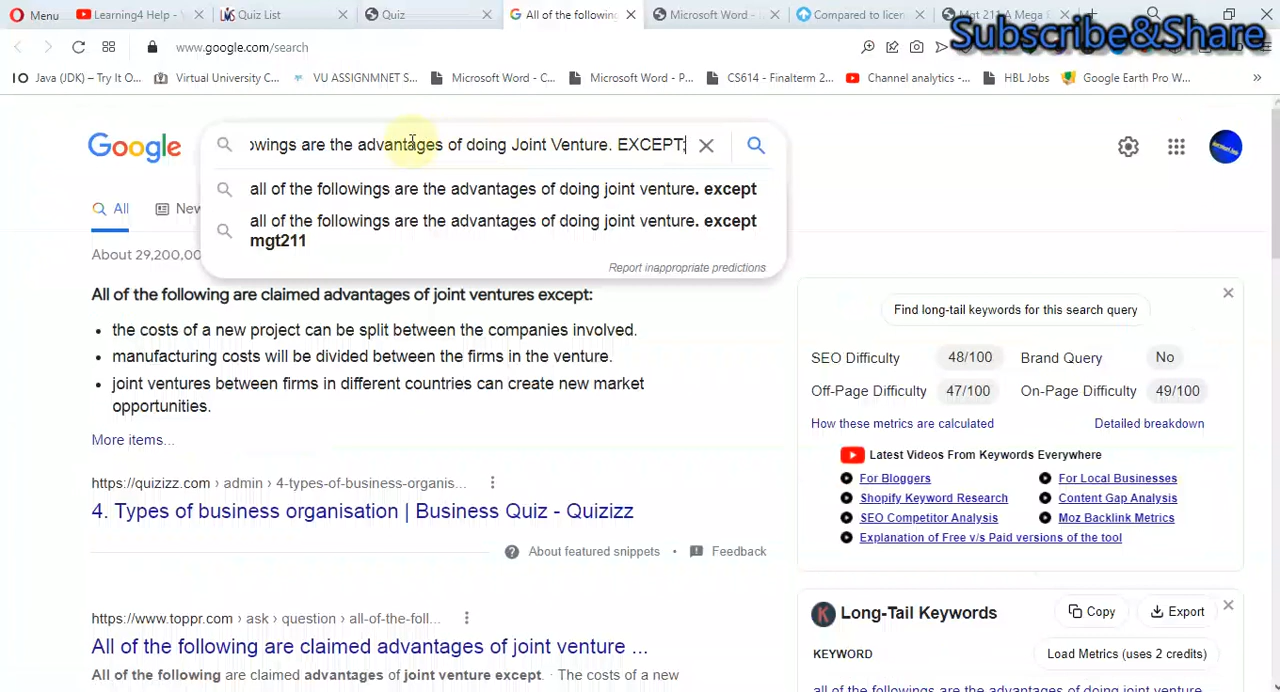 Menu
Learning4 Help -
Quiz List
Quiz
All of the following
Microsoft Word -
Compared to licen
Mgt 211 A Mega
Subscribe&Share
www.google.com/search
Java (JDK) – Try It O...
Virtual University C...
VU ASSIGNMNET S...
Microsoft Word - C...
Microsoft Word - P...
CS614 - Finalterm 2...
Channel analytics -...
HBL Jobs
Google Earth Pro W...
»
Google
owings are the advantages of doing Joint Venture. EXCEPT:
all of the followings are the advantages of doing joint venture. except
all of the followings are the advantages of doing joint venture. except
mgt211
Report inappropriate predictions
All
New
About 29,200,00
All of the following are claimed advantages of joint ventures except:
• the costs of a new project can be split between the companies involved.
• manufacturing costs will be divided between the firms in the venture.
• joint ventures between firms in different countries can create new market
opportunities.
More items...
https://quizizz.com › admin › 4-types-of-business-organis...
4. Types of business organisation | Business Quiz - Quizizz
About featured snippets
•
Feedback
https://www.toppr.com › ask › question › all-of-the-foll...
All of the following are claimed advantages of joint venture ...
All of the following are claimed advantages of joint venture except. · The costs of a new
Find long-tail keywords for this search query
SEO Difficulty 48/100 Brand Query No
Off-Page Difficulty 47/100 On-Page Difficulty 49/100
How these metrics are calculated
Detailed breakdown
Latest Videos From Keywords Everywhere
For Bloggers
For Local Businesses
Shopify Keyword Research
Content Gap Analysis
SEO Competitor Analysis
Moz Backlink Metrics
Explanation of Free v/s Paid versions of the tool
K
Long-Tail Keywords
Copy
Export
KEYWORD
Load Metrics (uses 2 credits)
all of the followings are the advantages of doing joint venture